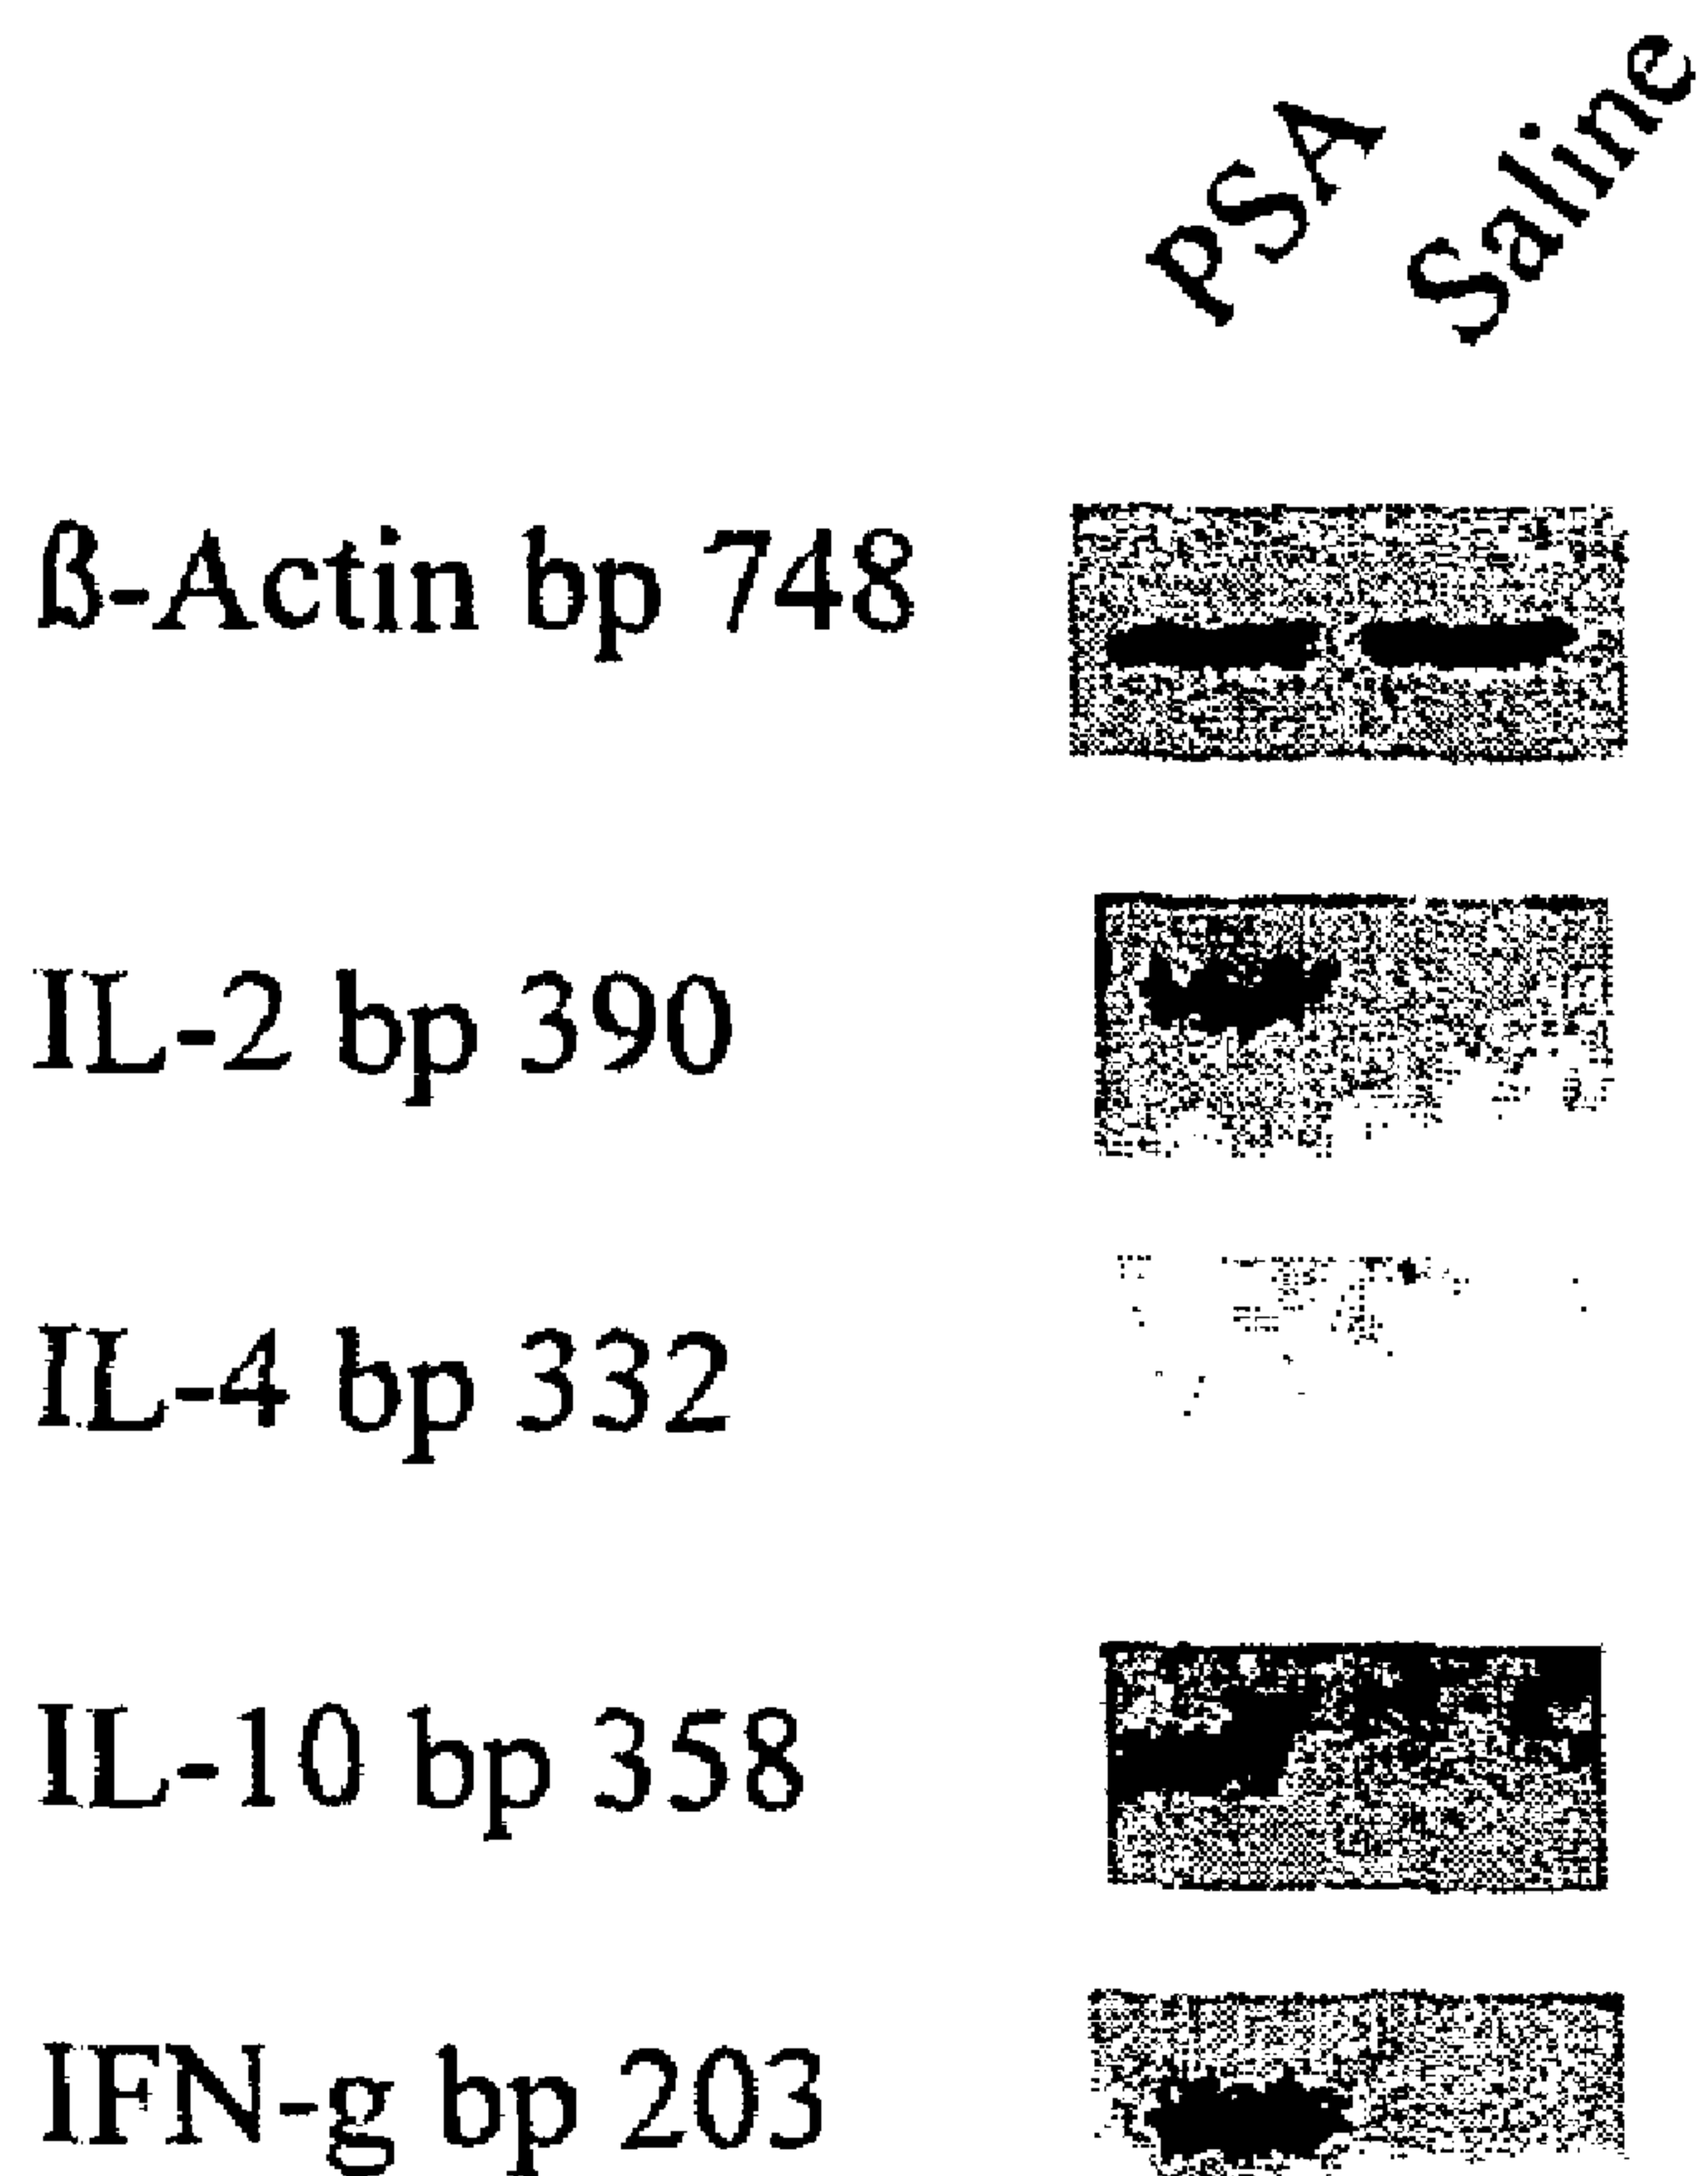 PSA Saline
ß-Actin bp 748
IL-2 bp 390
IL-4 bp 332
IL-10 bp 358
IFN-g bp 203